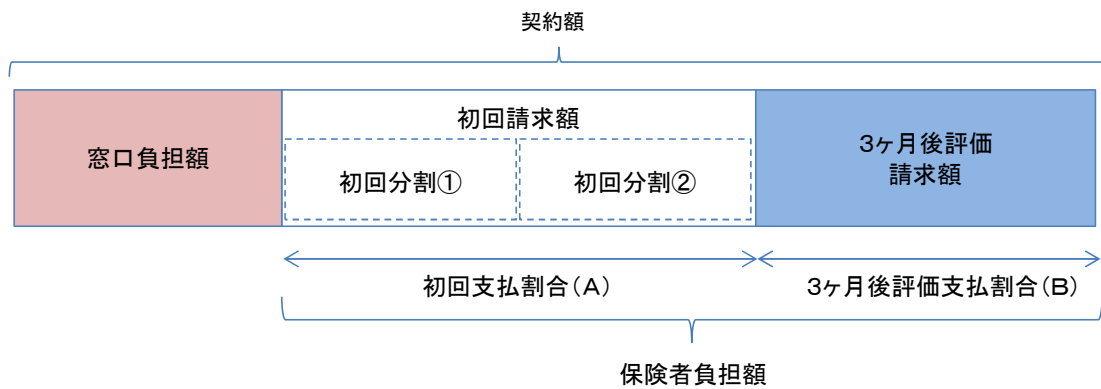 契約額
窓口負担額
初回請求額
初回分割①
初回分割②
3ヶ月後評価
請求額
初回支払割合(A)
3ヶ月後評価支払割合(B)
保険者負担額